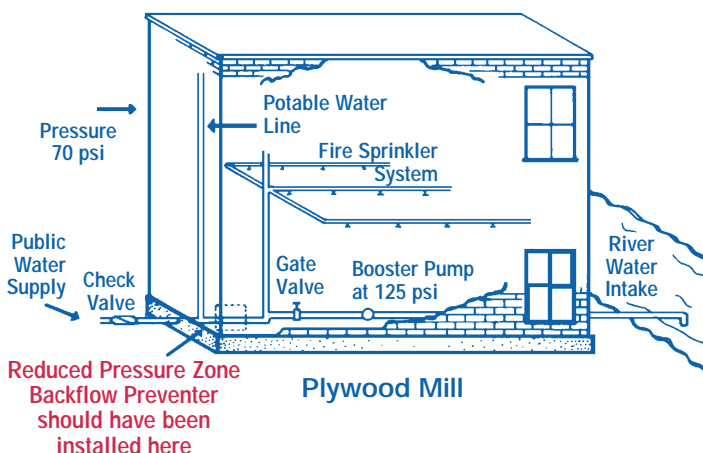 Pressure
70 psi
Potable Water
Line
Fire Sprinkler
System
Public
Water
Supply
Check
Valve
Gate
Valve
Booster Pump
at 125 psi
River
Water
Intake
Reduced Pressure Zone
Backflow Preventer
should have been
installed here
Plywood Mill